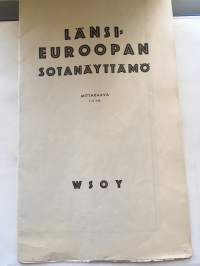 LÄNSI-
EUROOPAN
SOTANÄYTTÄMÖ
MITTAKAAVA
WSOY